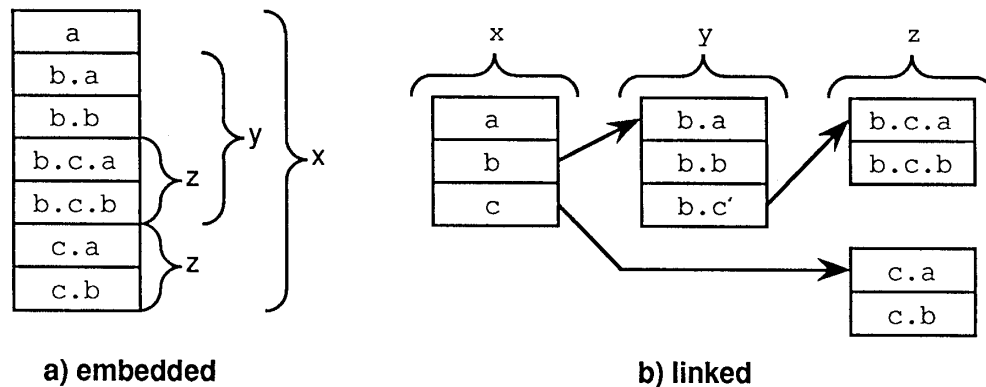 a
b.a
b.b
b.c.a
b.c.b
c.a
c.b
z
z
y
x
a) embedded
x
y
z
a
b
c
b.a
b.b
b.c'
b.c.a
b.c.b
c.a
c.b
b) linked